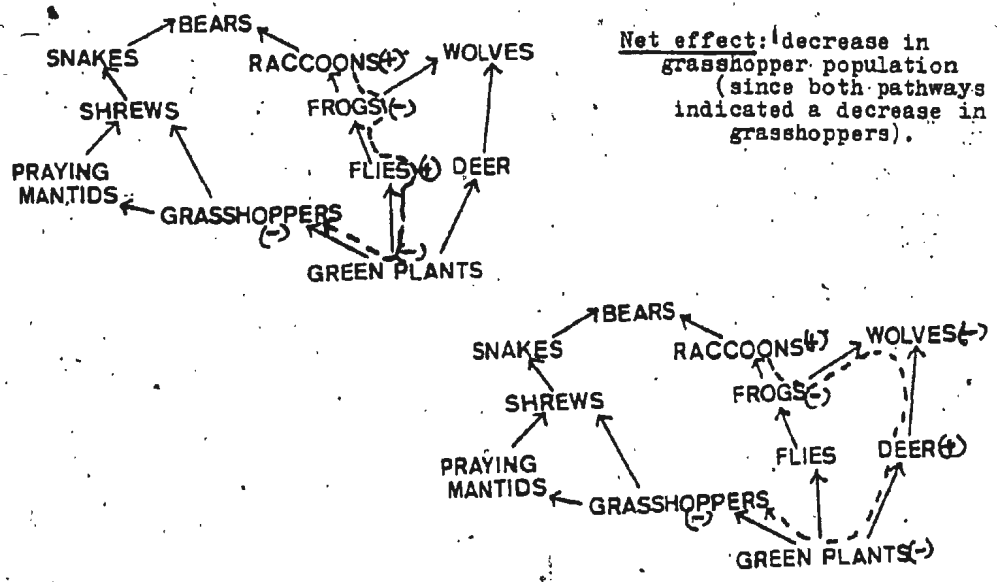 BEARS
SNAKES
RACCOONS(+)
WOLVES
SHREWS
FROGS(-)
PRAYING
MANTIDS
FLIES(+)
DEER
GRASSHOPPERS
(-)
(-)
GREEN PLANTS
Net effect: decrease in
grasshopper population
(since both pathways
indicated a decrease in
grasshoppers).
BEARS
SNAKES
RACCOONS(+)
WOLVES(-)
SHREWS
FROGS(-)
PRAYING
MANTIDS
FLIES
DEER(+)
GRASSHOPPERS
(-)
GREEN PLANTS(-)